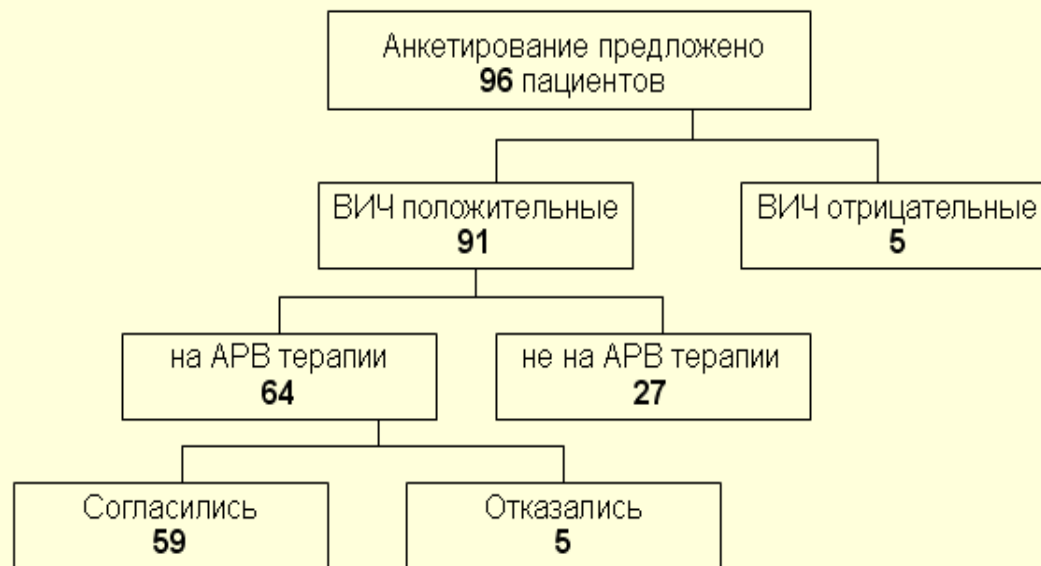 Анкетирование предложено
96 пациентов
ВИЧ положительные
91
ВИЧ отрицательные
5
на АРВ терапии
64
не на АРВ терапии
27
Согласились
59
Отказались
5